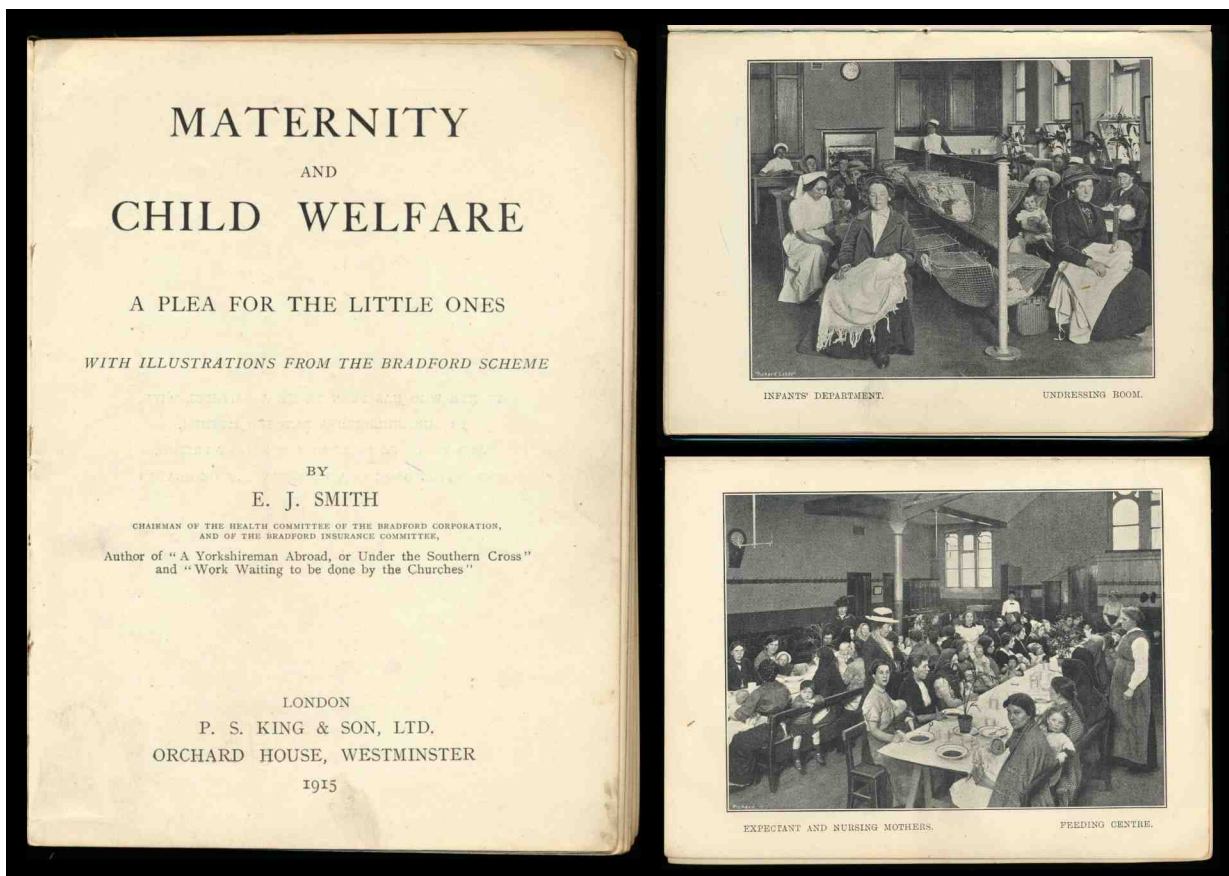 MATERNITY
AND
CHILD WELFARE
A PLEA FOR THE LITTLE ONES
WITH ILLUSTRATIONS FROM THE BRADFORD SCHEME
BY
E. J. SMITH
CHAIRMAN OF THE HEALTH COMMITTEE OF THE BRADFORD CORPORATION,
AND OF THE BRADFORD INSURANCE COMMITTEE,
Author of "A Yorkshireman Abroad, or Under the Southern Cross"
and "Work Waiting to be done by the Churches"
LONDON
P. S. KING & SON, LTD.
ORCHARD HOUSE, WESTMINSTER
1915
INFANTS' DEPARTMENT. UNDRESSING ROOM.
EXPECTANT AND NURSING MOTHERS. FEEDING CENTRE.